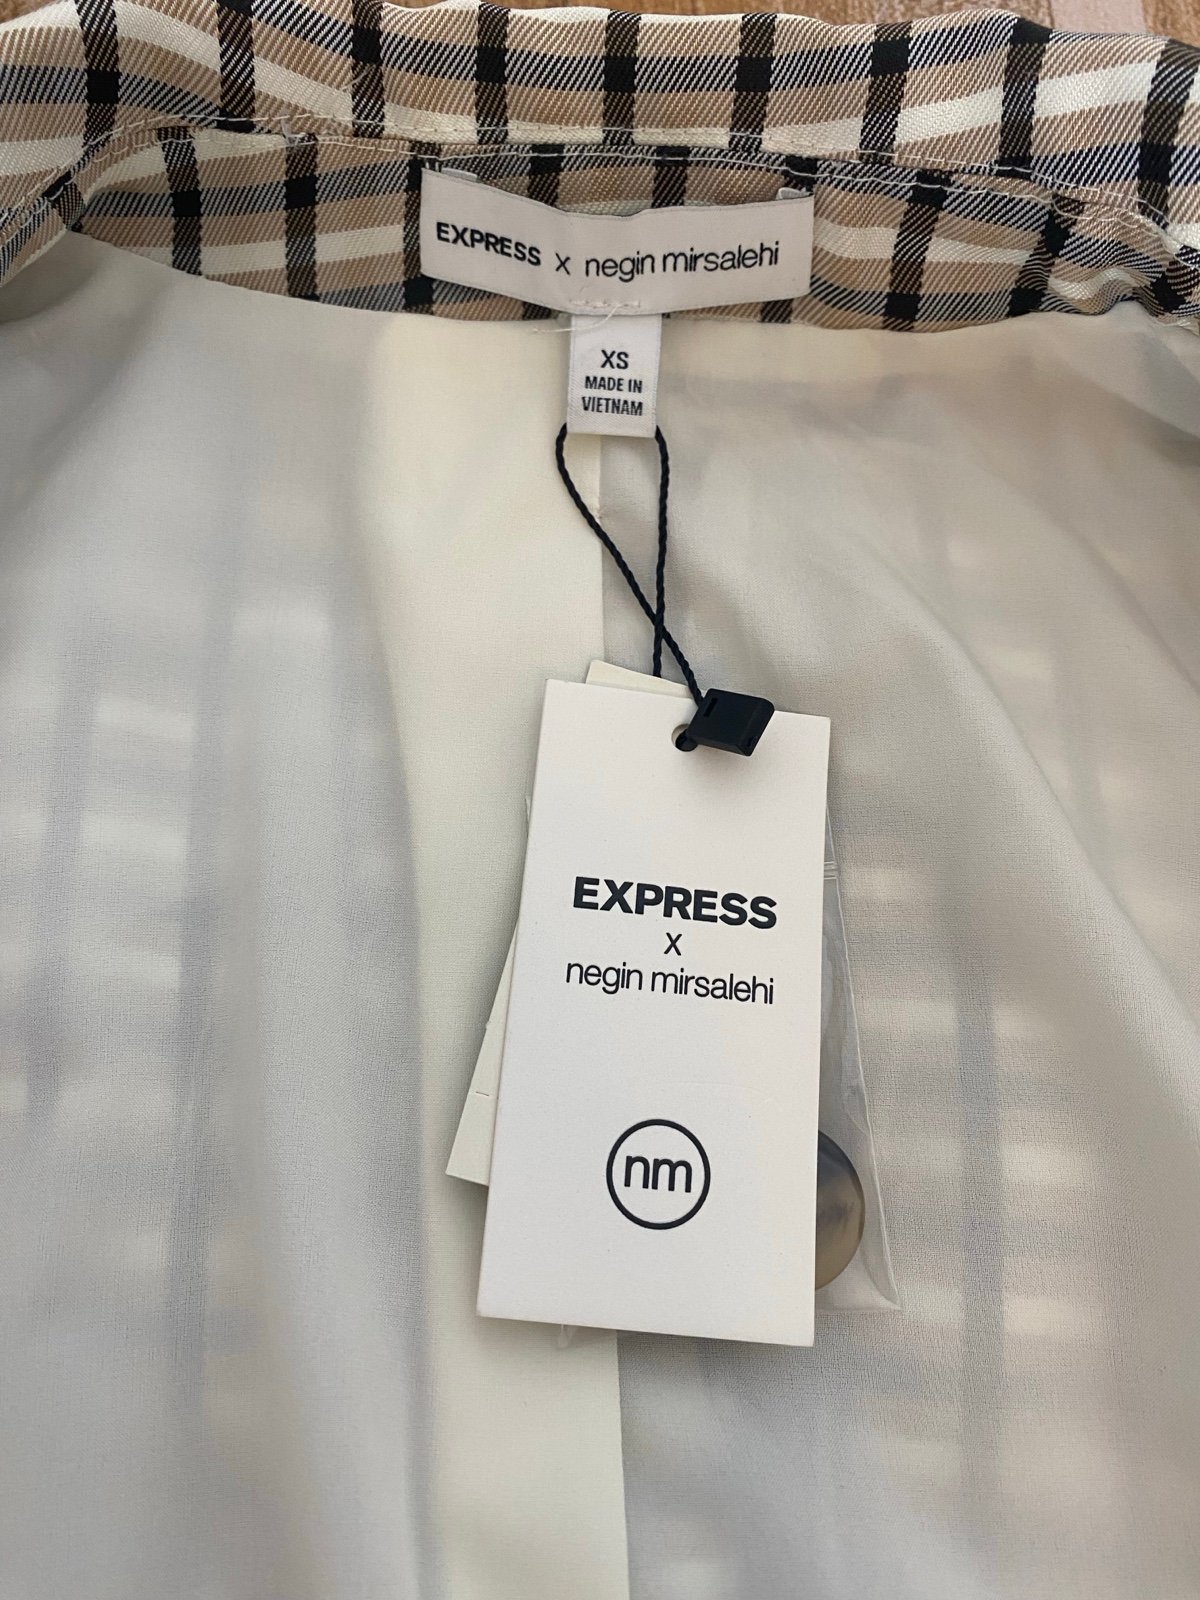 EXPRESS x negin mirsalehi
XS
MADE IN
VIETNAM
EXPRESS
x
negin mirsalehi
nm